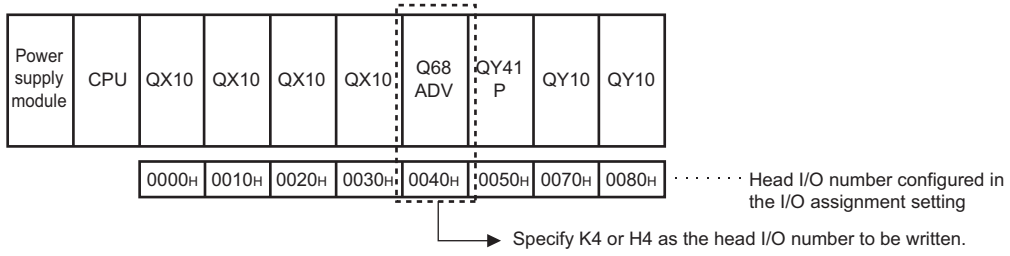 Power
supply
module
CPU
QX10
QX10
QX10
QX10
Q68
ADV
QY41
P
QY10
QY10
0000H
0010H
0020H
0030H
0040H
0050H
0070H
0080H
Head I/O number configured in
the I/O assignment setting
Specify K4 or H4 as the head I/O number to be written.